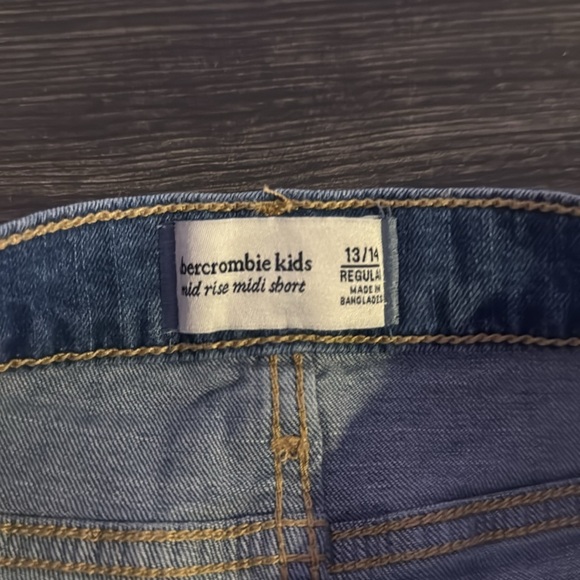 bercrombie kids
mid rise midi short
13/14
REGULA
MADE IN
BANGLADES